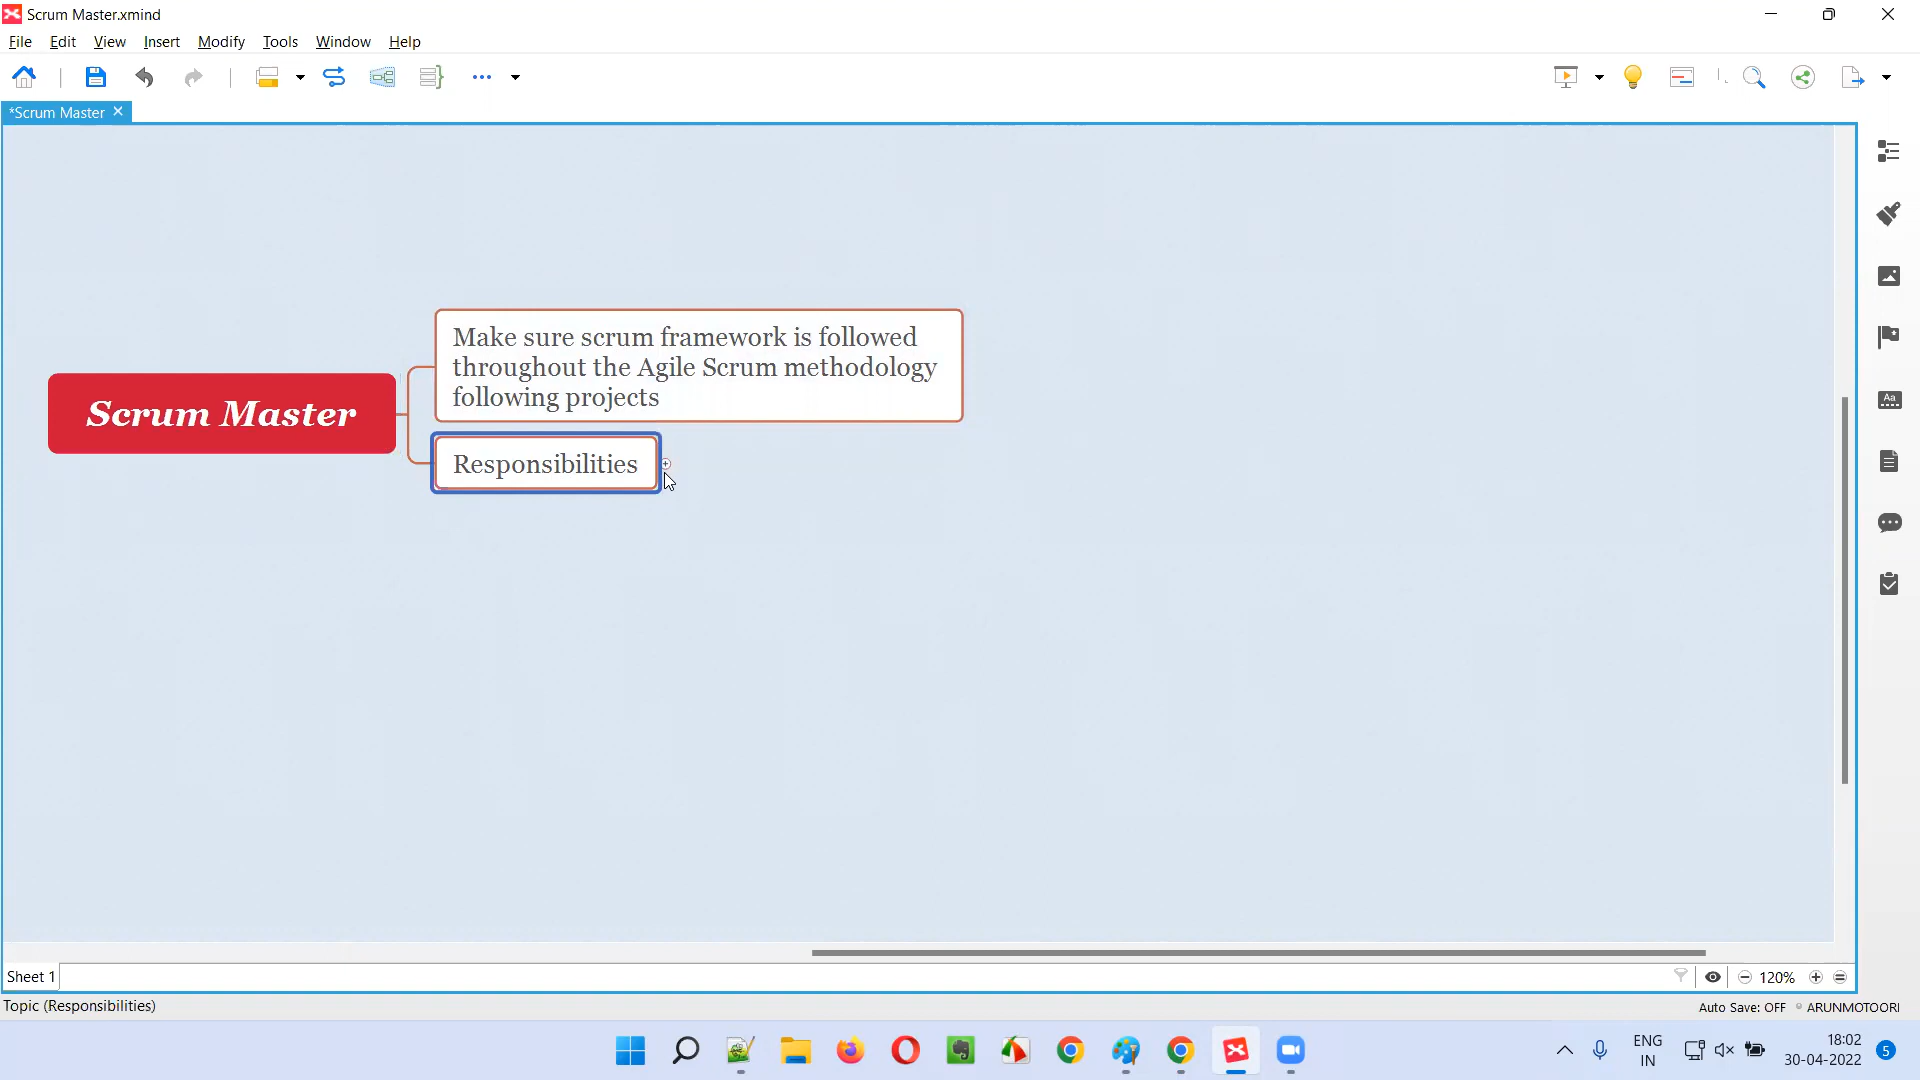 Scrum Master.xmind
File Edit View Insert Modify Tools Window Help
*Scrum Master
Make sure scrum framework is followed
throughout the Agile Scrum methodology
following projects
Scrum Master
Responsibilities
Aa
Sheet 1
120%
Topic (Responsibilities)
Auto Save: OFF ARUNMOTOORI
ENG
IN
18:02
30-04-2022
5